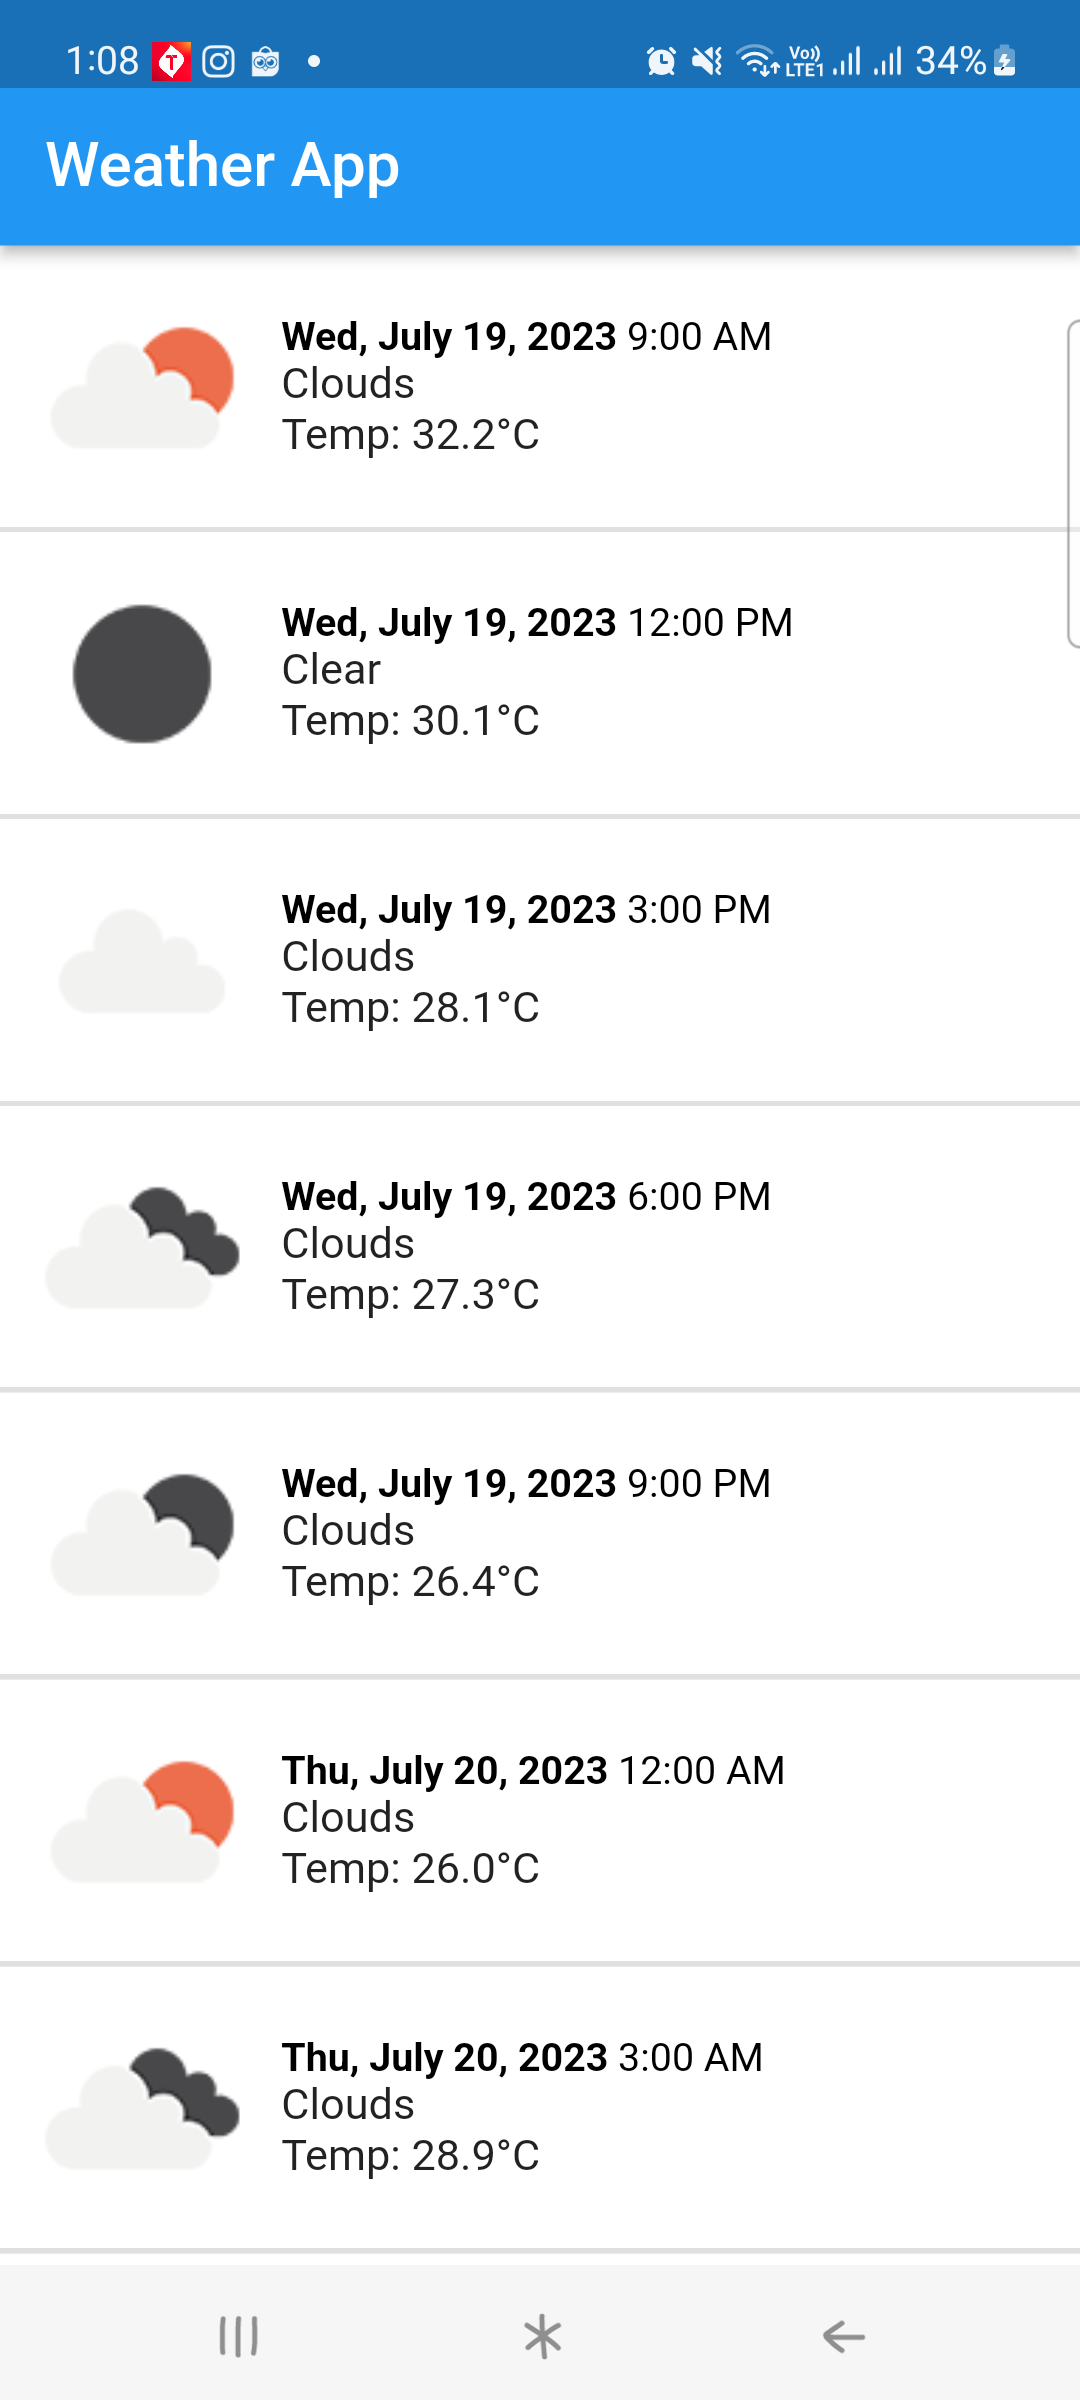 1:08 T Vo)) LTE1 34%
Weather App
Wed, July 19, 2023 9:00 AM
Clouds
Temp: 32.2°C
Wed, July 19, 2023 12:00 PM
Clear
Temp: 30.1°C
Wed, July 19, 2023 3:00 PM
Clouds
Temp: 28.1°C
Wed, July 19, 2023 6:00 PM
Clouds
Temp: 27.3°C
Wed, July 19, 2023 9:00 PM
Clouds
Temp: 26.4°C
Thu, July 20, 2023 12:00 AM
Clouds
Temp: 26.0°C
Thu, July 20, 2023 3:00 AM
Clouds
Temp: 28.9°C